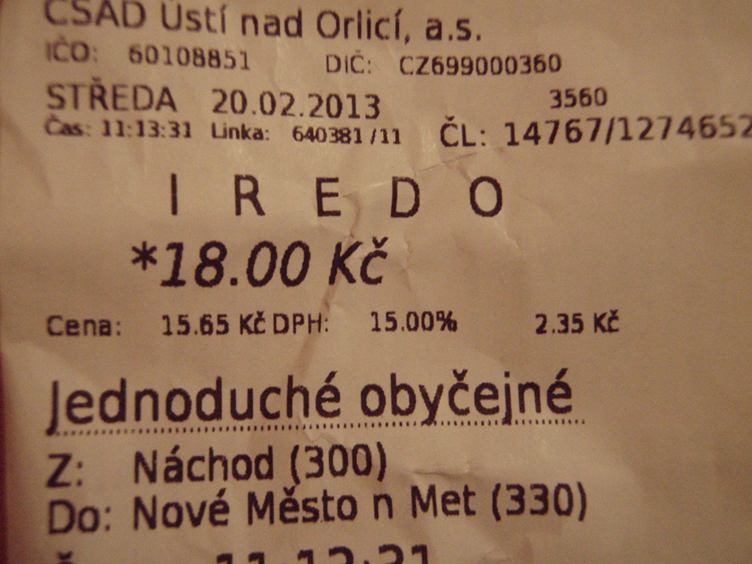 ČSAD Ústí nad Orlicí, a.s.
IČO: 60108851 DIČ: CZ699000360
STŘEDA 20.02.2013 3560
Čas: 11:13:31 Linka: 640381/11 ČL: 14767/1274652
I R E D O
*18.00 Kč
Cena: 15.65 Kč DPH: 15.00% 2.35 Kč
Jednoduché obyčejné
Z: Náchod (300)
Do: Nové Město n Met (330)